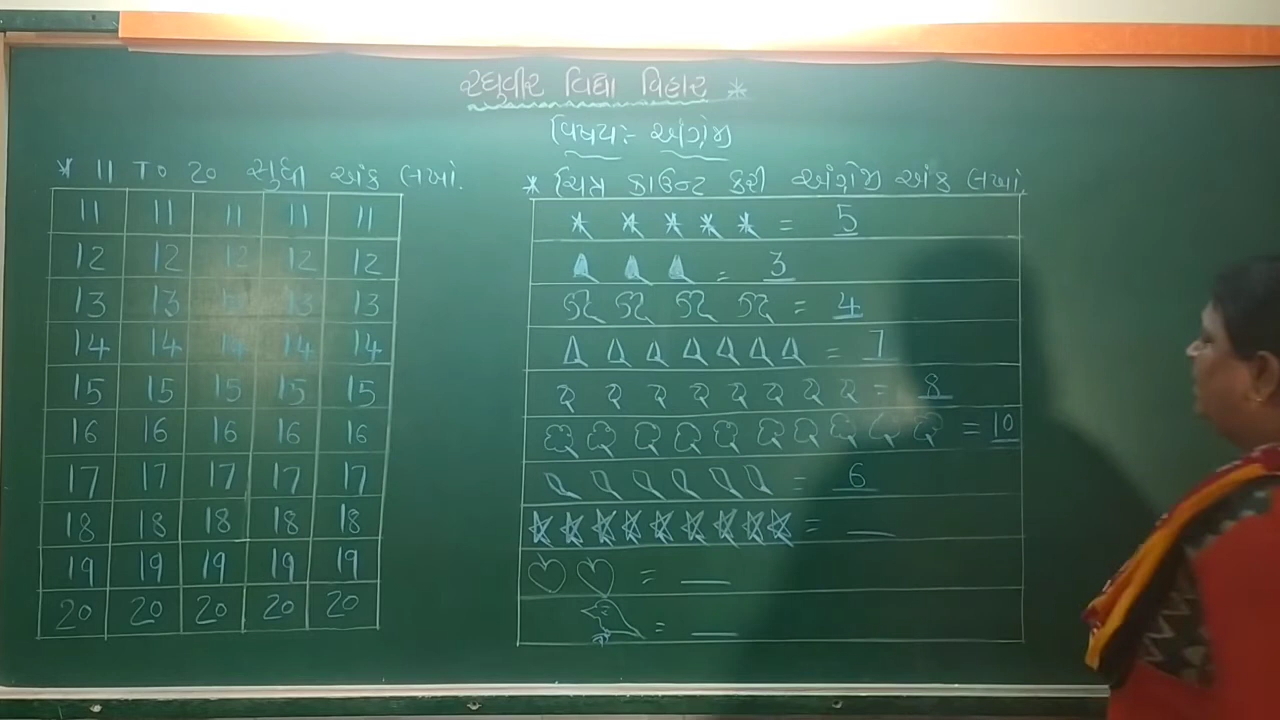 રઘુવીર વિદ્યા વિહાર *
વિષય:- અંગ્રેજી
* 11 TO 20 સુધી અંક લખો.
11 11 11 11 11
12 12 12 12 12
13 13 13 13 13
14 14 14 14 14
15 15 15 15 15
16 16 16 16 16
17 17 17 17 17
18 18 18 18 18
19 19 19 19 19
20 20 20 20 20
* ચિત્ર કાઉન્ટ કરી અંગ્રેજી અંક લખો.
= 5
= 3
= 4
= 7
= 8
= 10
= 6
= __
= __
= __